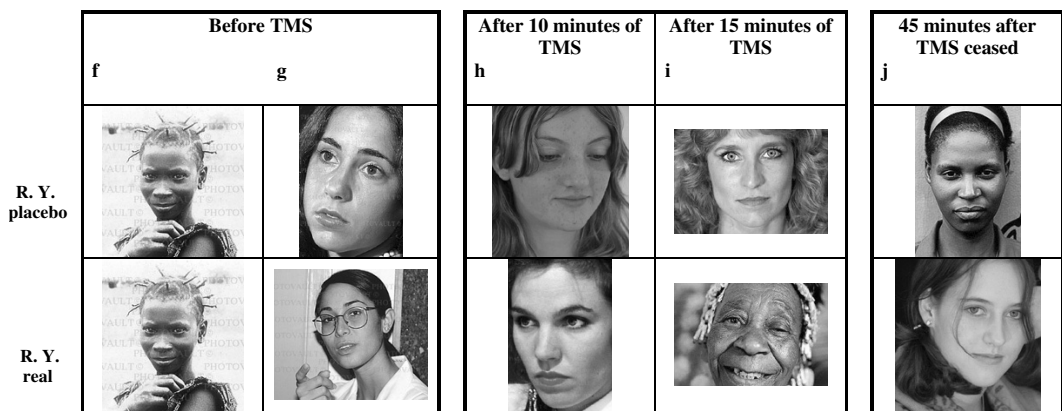 Before TMS
After 10 minutes of
TMS
After 15 minutes of
TMS
45 minutes after
TMS ceased
f
g
h
i
j
R. Y.
placebo
R. Y.
real